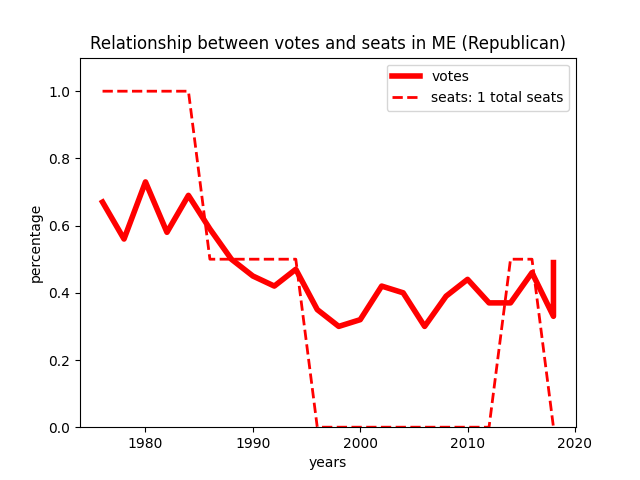 Relationship between votes and seats in ME (Republican)
votes
seats: 1 total seats
percentage
1.0
0.8
0.6
0.4
0.2
0.0
1980 1990 2000 2010 2020
years